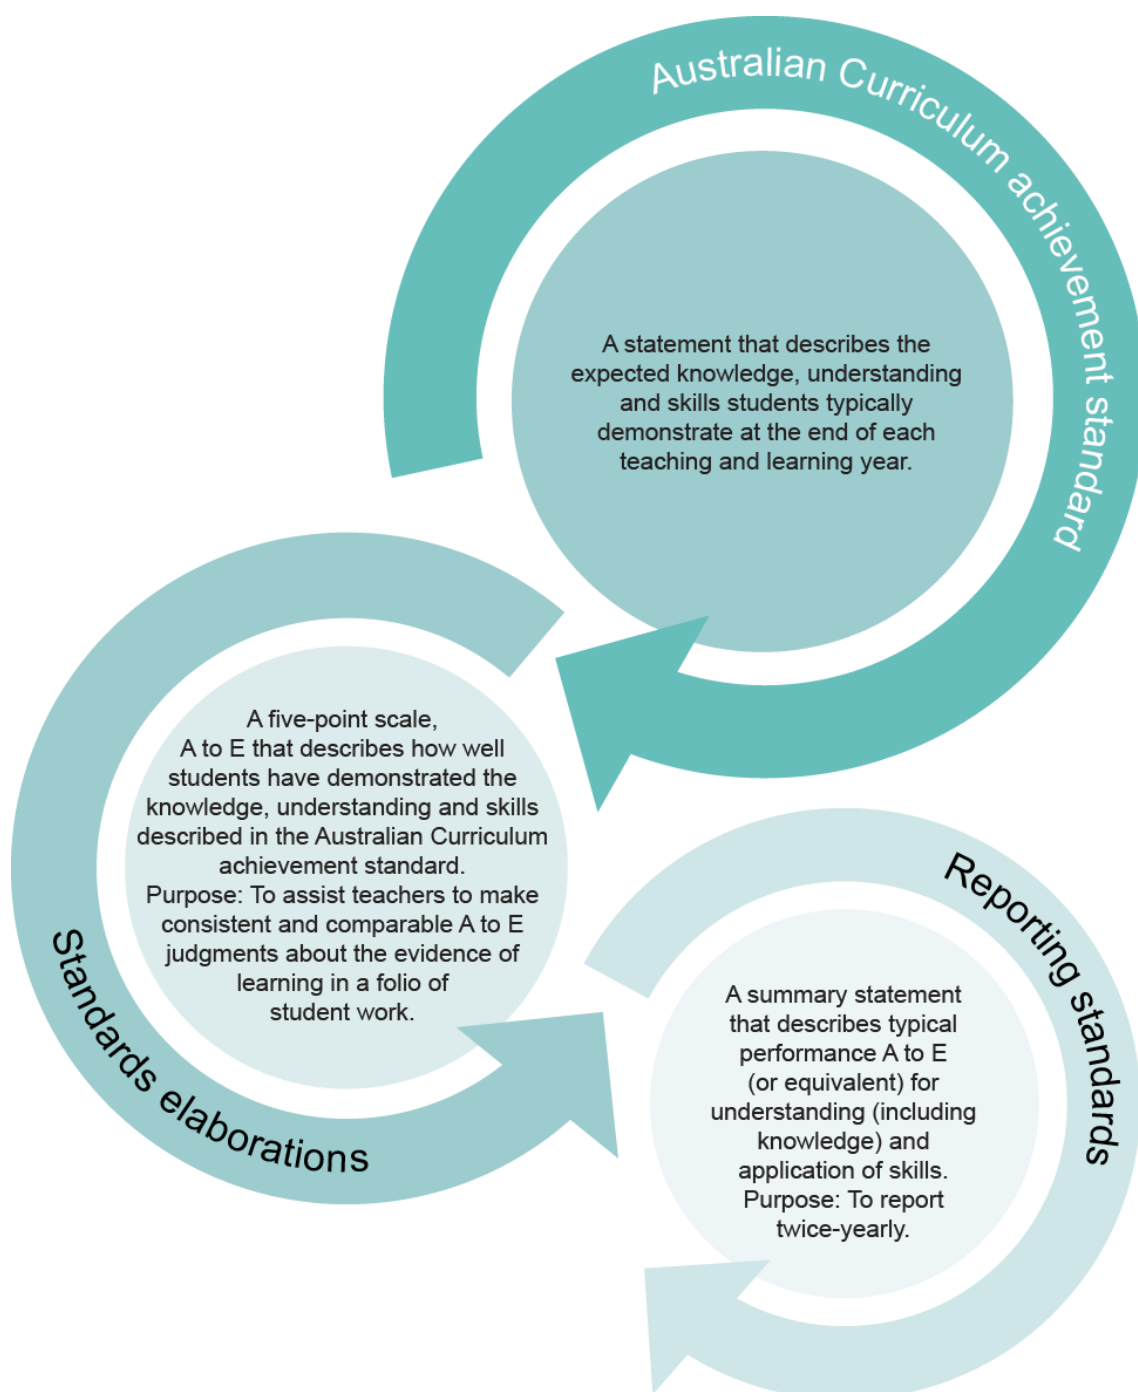 Australian Curriculum achievement standard
A statement that describes the
expected knowledge, understanding
and skills students typically
demonstrate at the end of each
teaching and learning year.
Standards elaborations
A five-point scale,
A to E that describes how well
students have demonstrated the
knowledge, understanding and skills
described in the Australian Curriculum
achievement standard.
Purpose: To assist teachers to make
consistent and comparable A to E
judgments about the evidence of
learning in a folio of
student work.
Reporting standards
A summary statement
that describes typical
performance A to E
(or equivalent) for
understanding (including
knowledge) and
application of skills.
Purpose: To report
twice-yearly.